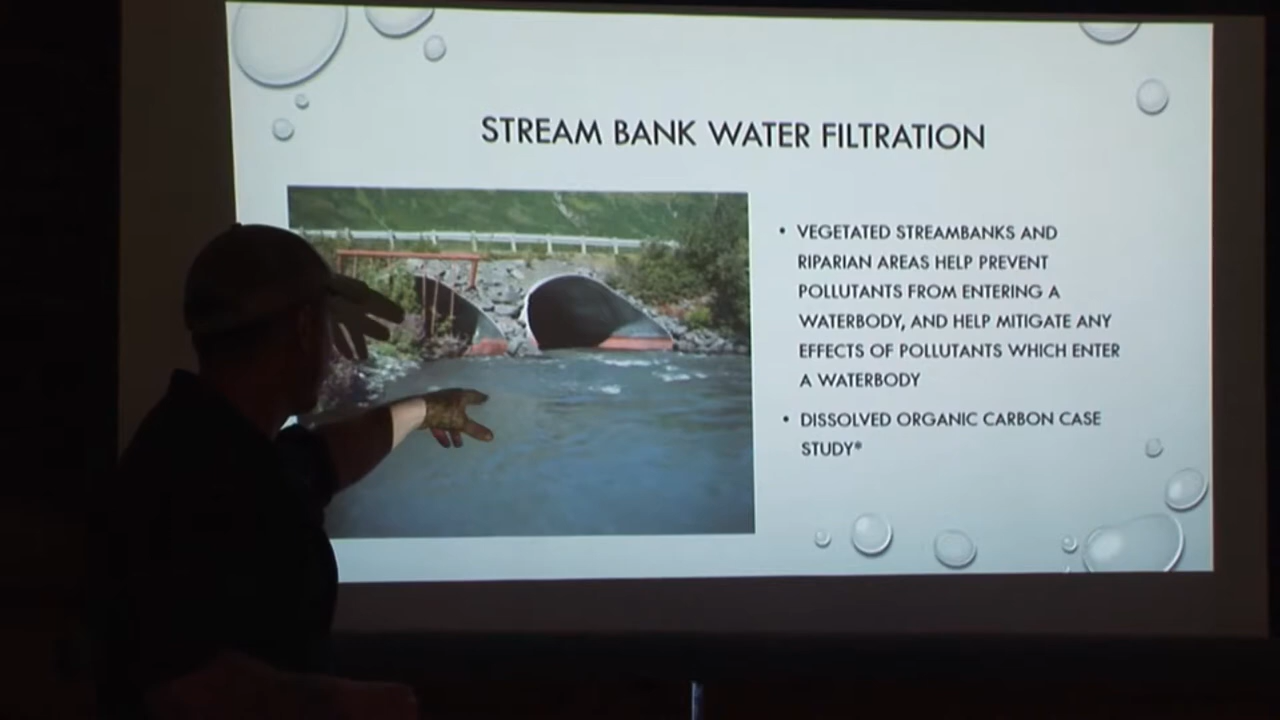 STREAM BANK WATER FILTRATION
• VEGETATED STREAMBANKS AND
RIPARIAN AREAS HELP PREVENT
POLLUTANTS FROM ENTERING A
WATERBODY, AND HELP MITIGATE ANY
EFFECTS OF POLLUTANTS WHICH ENTER
A WATERBODY
• DISSOLVED ORGANIC CARBON CASE
STUDY*